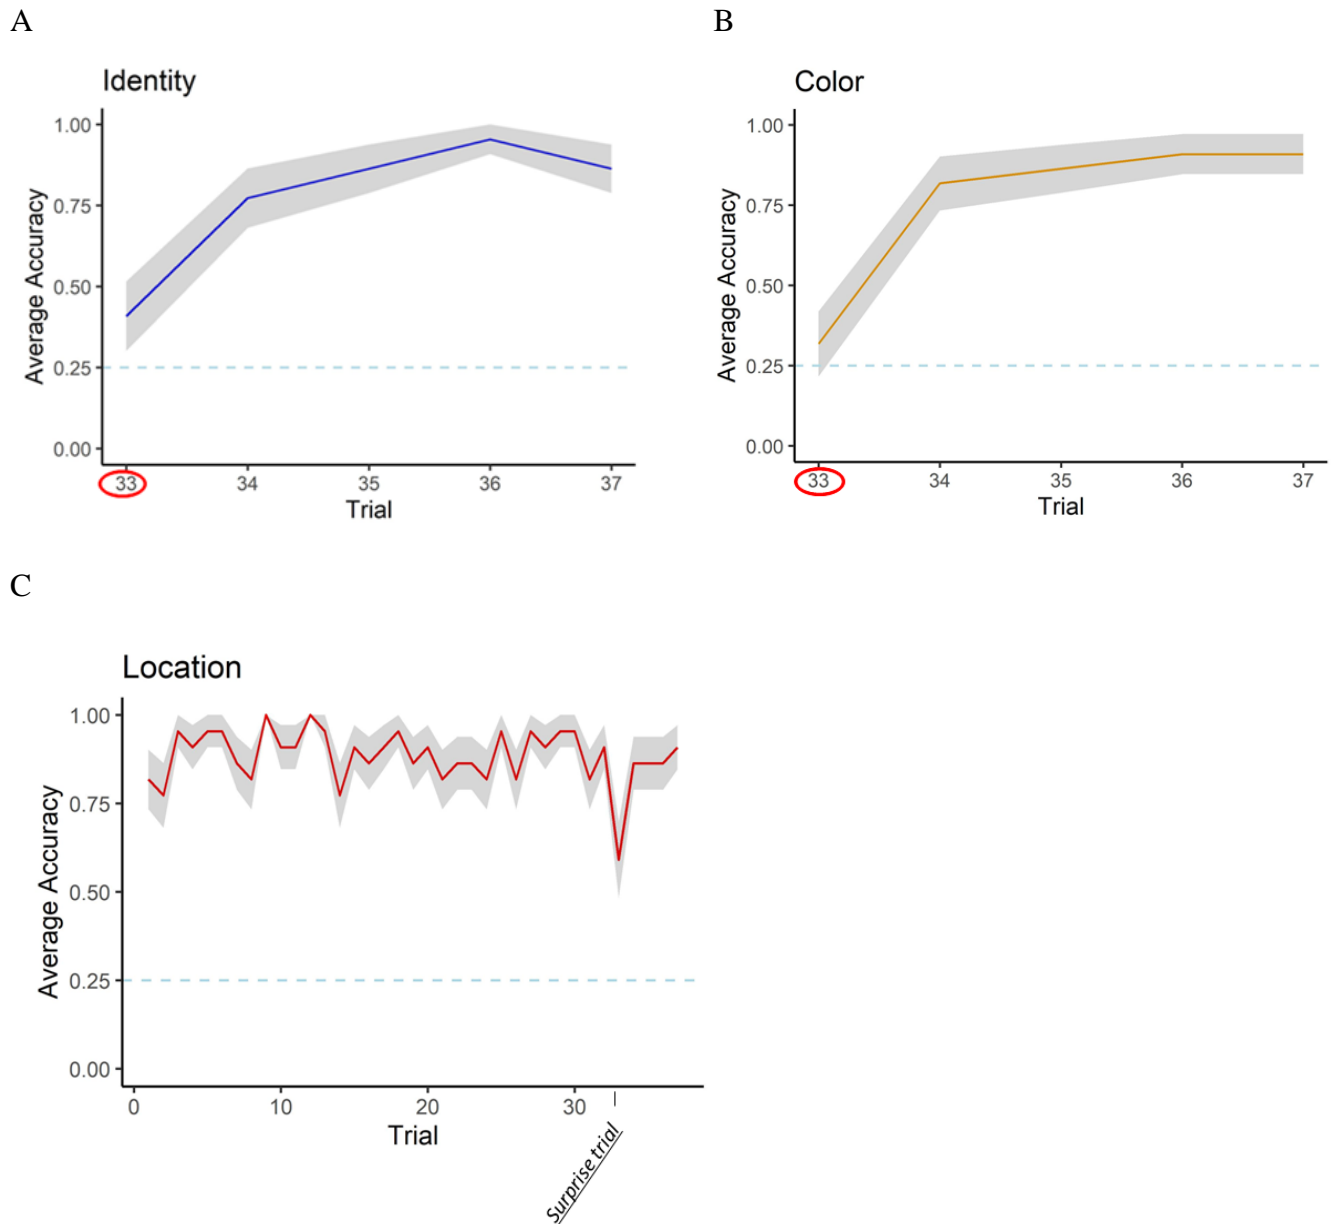 A
Identity
Average Accuracy
1.00
0.75
0.50
0.25
0.00
33 34 35 36 37
Trial
B
Color
Average Accuracy
1.00
0.75
0.50
0.25
0.00
33 34 35 36 37
Trial
C
Location
Average Accuracy
1.00
0.75
0.50
0.25
0.00
0 10 20 30
Trial
Surprise trial